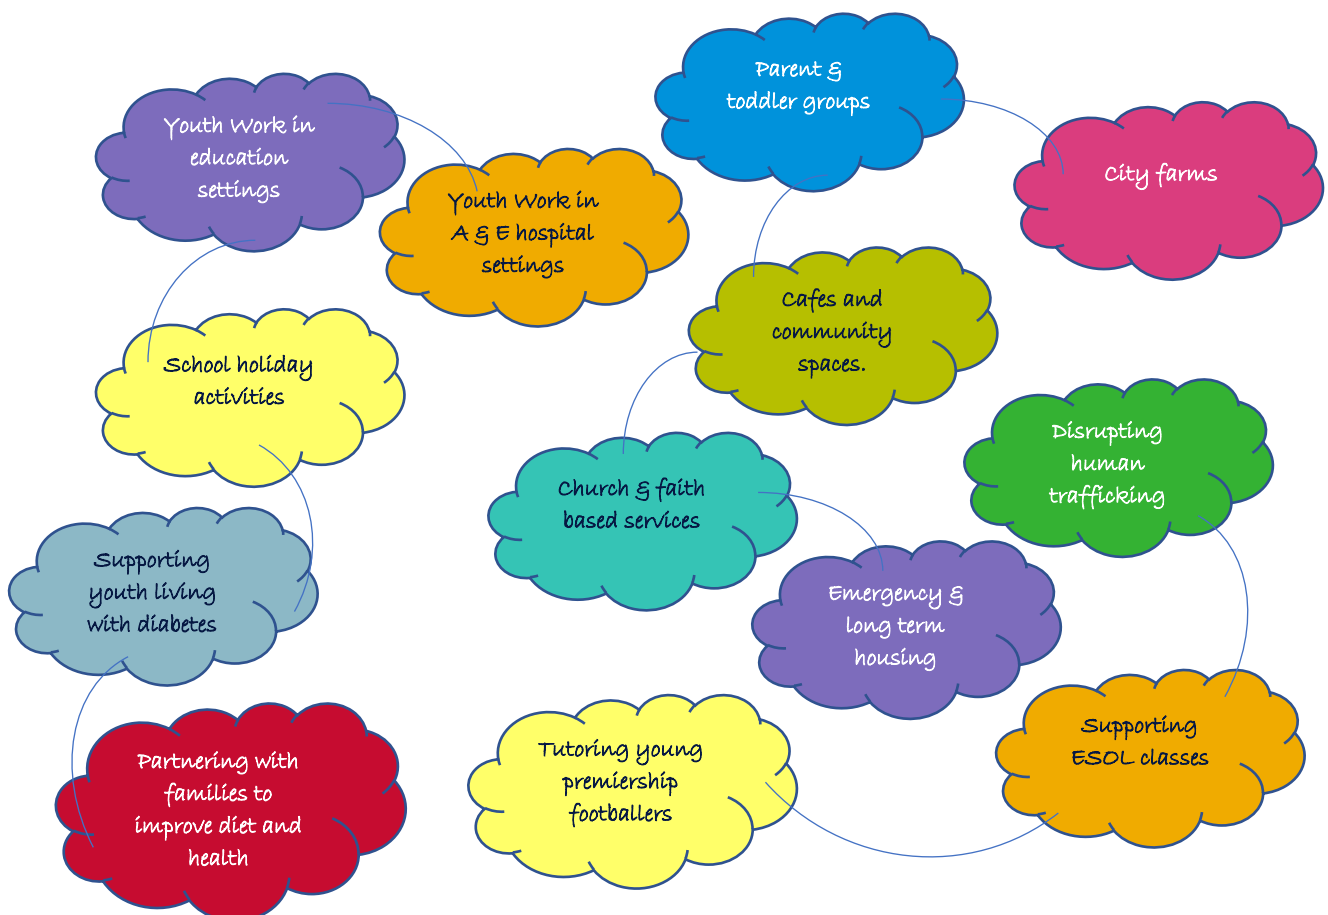 Parent &
toddler groups
Youth Work in
education
settings
City farms
Youth Work in
A & E hospital
settings
Cafes and
community
spaces.
School holiday
activities
Disrupting
human
trafficking
Church & faith
based services
Supporting
youth living
with diabetes
Emergency &
long term
housing
Supporting
ESOL classes
Tutoring young
premiership
footballers
Partnering with
families to
improve diet and
health